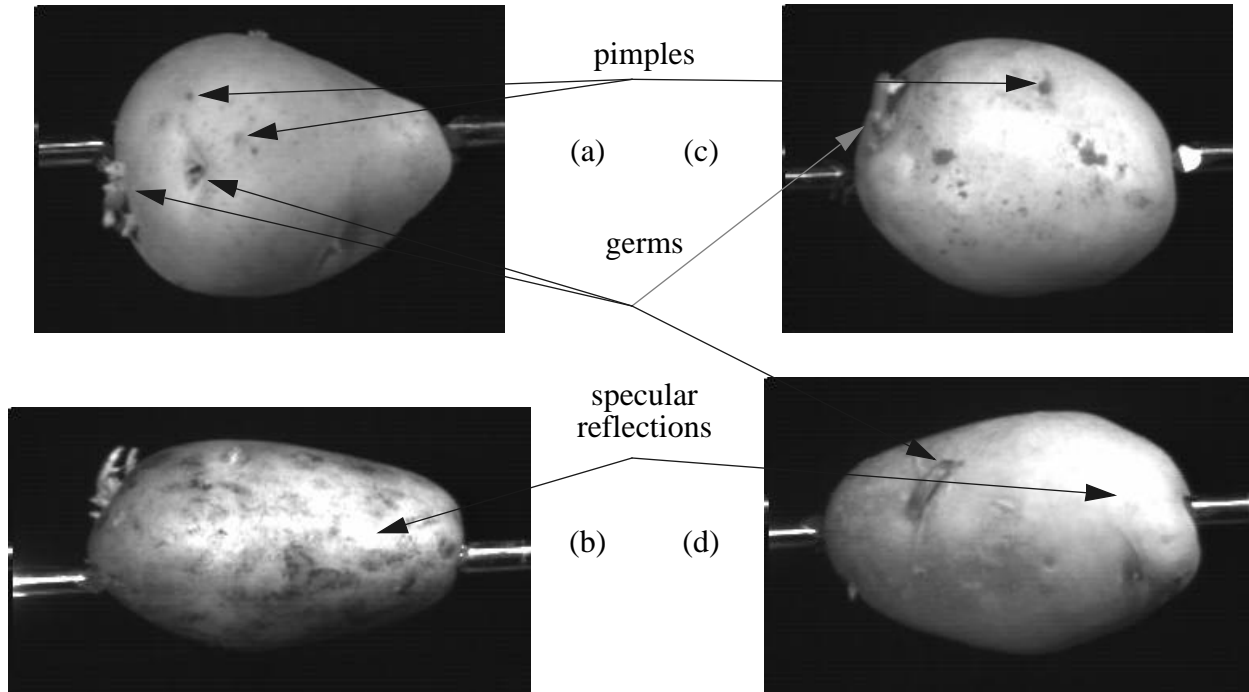 pimples
(a) (c)
germs
specular
reflections
(b) (d)